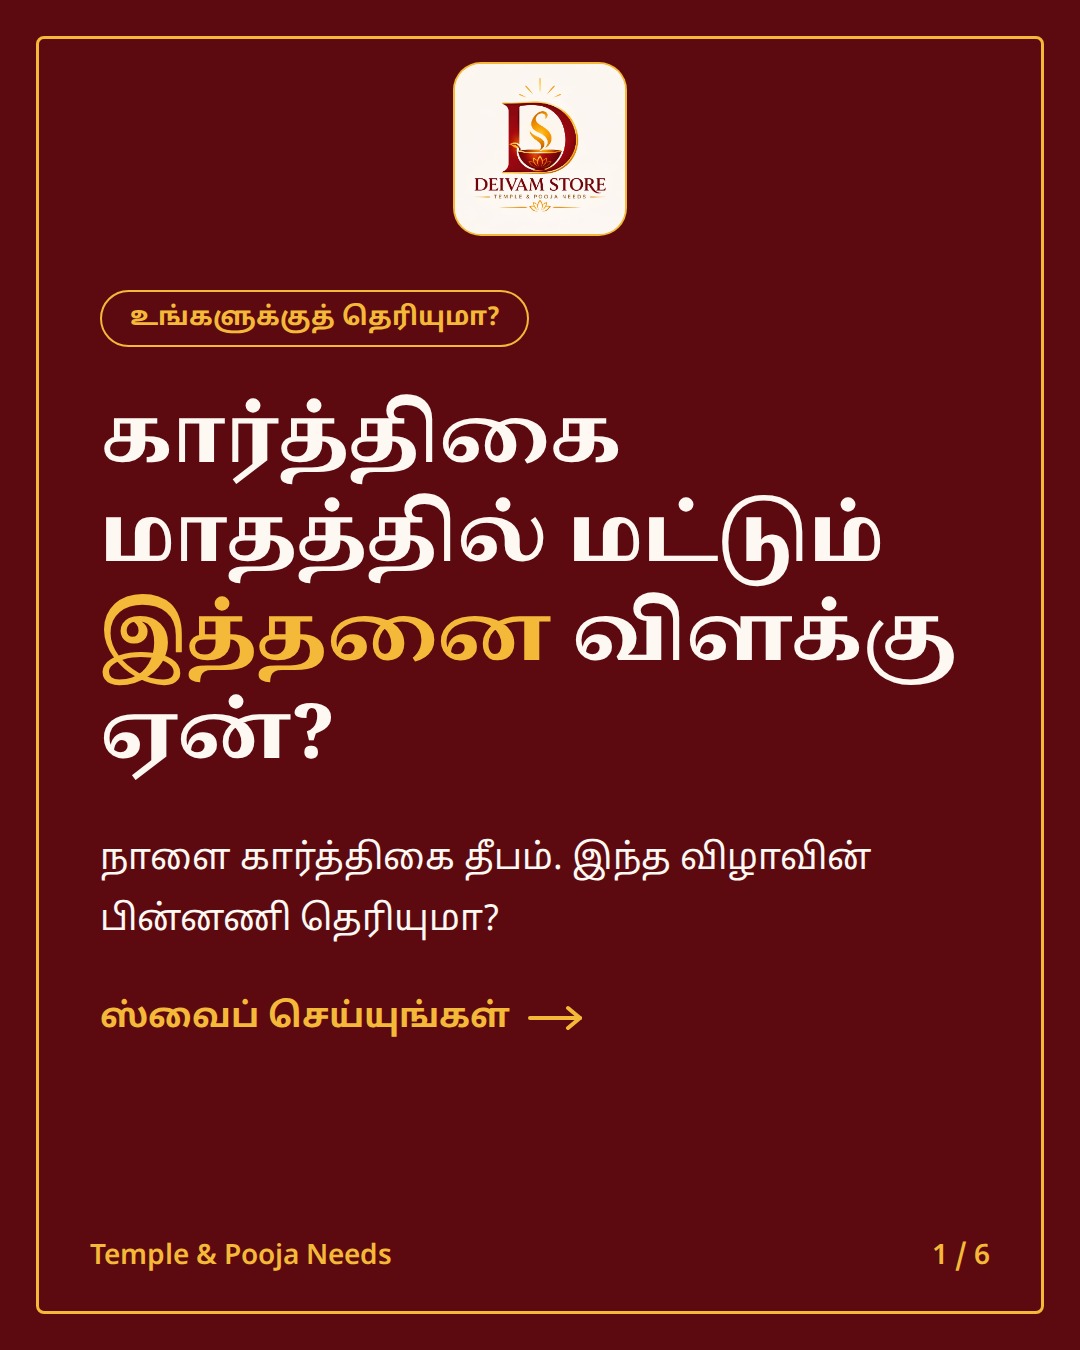 DEIVAM STORE
TEMPLE & POOJA NEEDS
உங்களுக்குத் தெரியுமா?
கார்த்திகை
மாதத்தில் மட்டும்
இத்தனை விளக்கு
ஏன்?
நாளை கார்த்திகை தீபம். இந்த விழாவின்
பின்னணி தெரியுமா?
ஸ்வைப் செய்யுங்கள் →
Temple & Pooja Needs
1 / 6